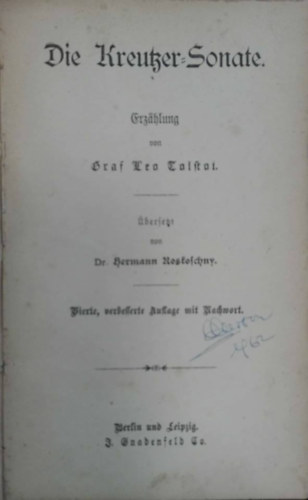 Die Kreutzer-Sonate.
Erzählung
von
Graf Leo Tolstoi.
Übersetzt
von
Dr. Hermann Roskoschny.
Vierte, verbesserte Auflage mit Nachwort.
Berlin und Leipzig.
J. Gnadenfeld Co.